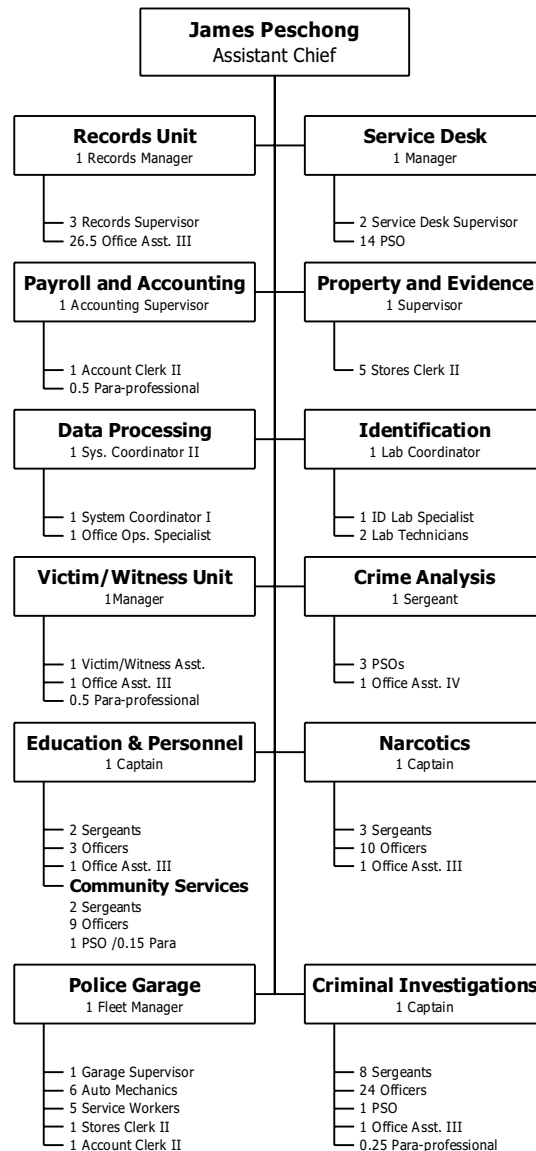 James Peschong
Assistant Chief
Records Unit
1 Records Manager
3 Records Supervisor
26.5 Office Asst. III
Service Desk
1 Manager
2 Service Desk Supervisor
14 PSO
Payroll and Accounting
1 Accounting Supervisor
1 Account Clerk II
0.5 Para-professional
Property and Evidence
1 Supervisor
5 Stores Clerk II
Data Processing
1 Sys. Coordinator II
1 System Coordinator I
1 Office Ops. Specialist
Identification
1 Lab Coordinator
1 ID Lab Specialist
2 Lab Technicians
Victim/Witness Unit
1Manager
1 Victim/Witness Asst.
1 Office Asst. III
0.5 Para-professional
Crime Analysis
1 Sergeant
3 PSOs
1 Office Asst. IV
Education & Personnel
1 Captain
2 Sergeants
3 Officers
1 Office Asst. III
Community Services
2 Sergeants
9 Officers
1 PSO /0.15 Para
Narcotics
1 Captain
3 Sergeants
10 Officers
1 Office Asst. III
Police Garage
1 Fleet Manager
1 Garage Supervisor
6 Auto Mechanics
5 Service Workers
1 Stores Clerk II
1 Account Clerk II
Criminal Investigations
1 Captain
8 Sergeants
24 Officers
1 PSO
1 Office Asst. III
0.25 Para-professional